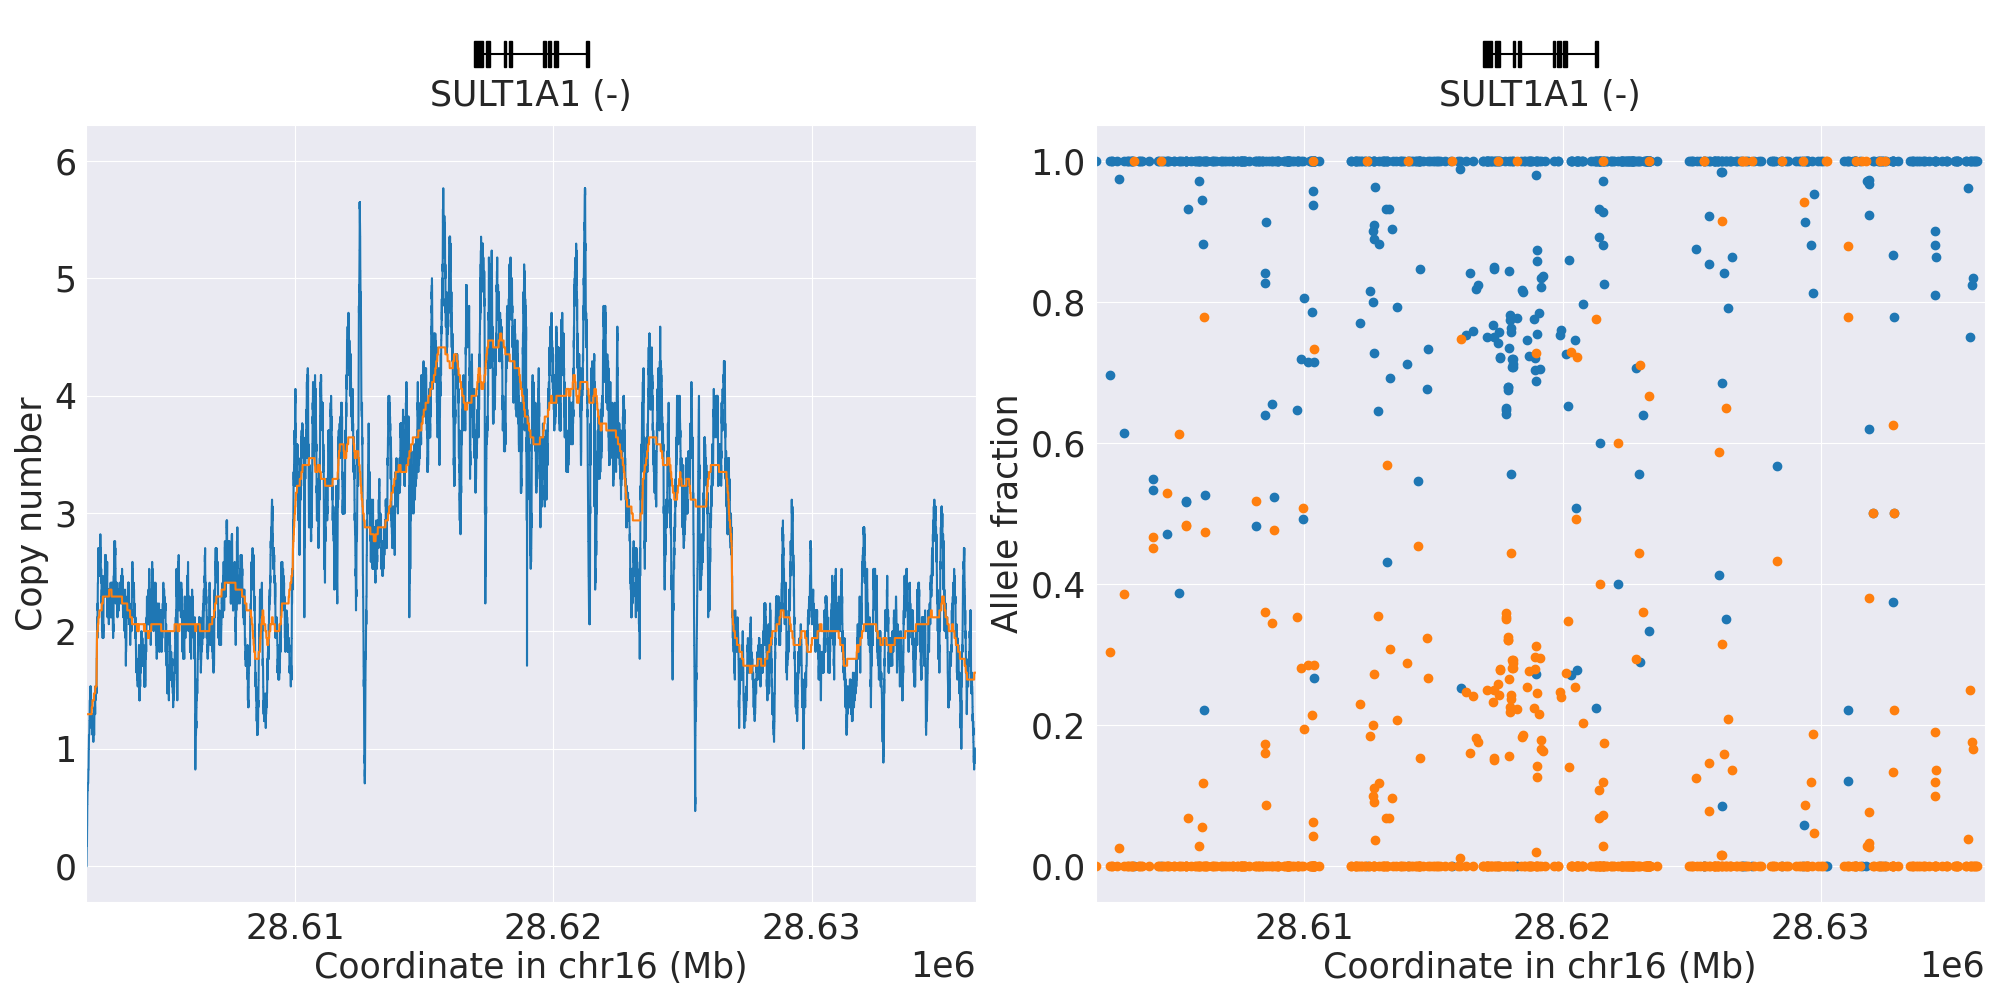 SULT1A1 (-)
6
5
4
3
2
1
0
Copy number
28.61
28.62
28.63
Coordinate in chr16 (Mb)
1e6
SULT1A1 (-)
1.0
0.8
0.6
0.4
0.2
0.0
Allele fraction
28.61
28.62
28.63
Coordinate in chr16 (Mb)
1e6